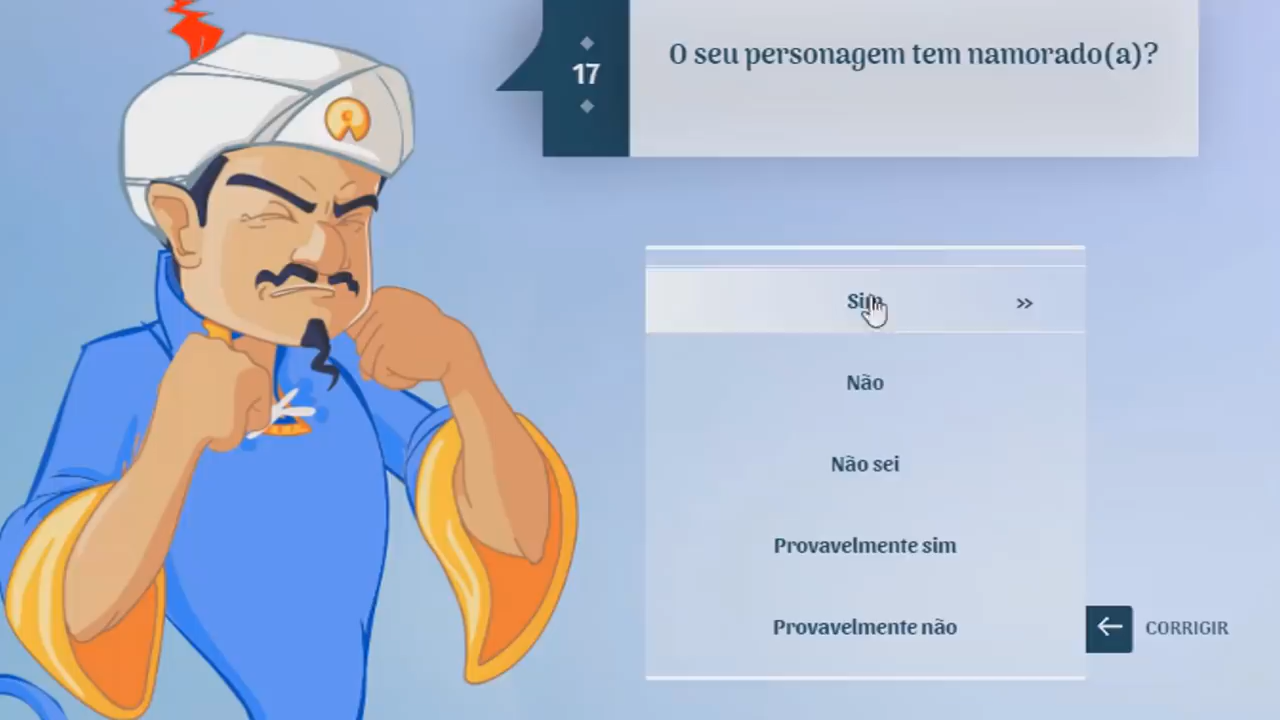 17
O seu personagem tem namorado(a)?
Sim
Não
Não sei
Provavelmente sim
Provavelmente não
CORRIGIR